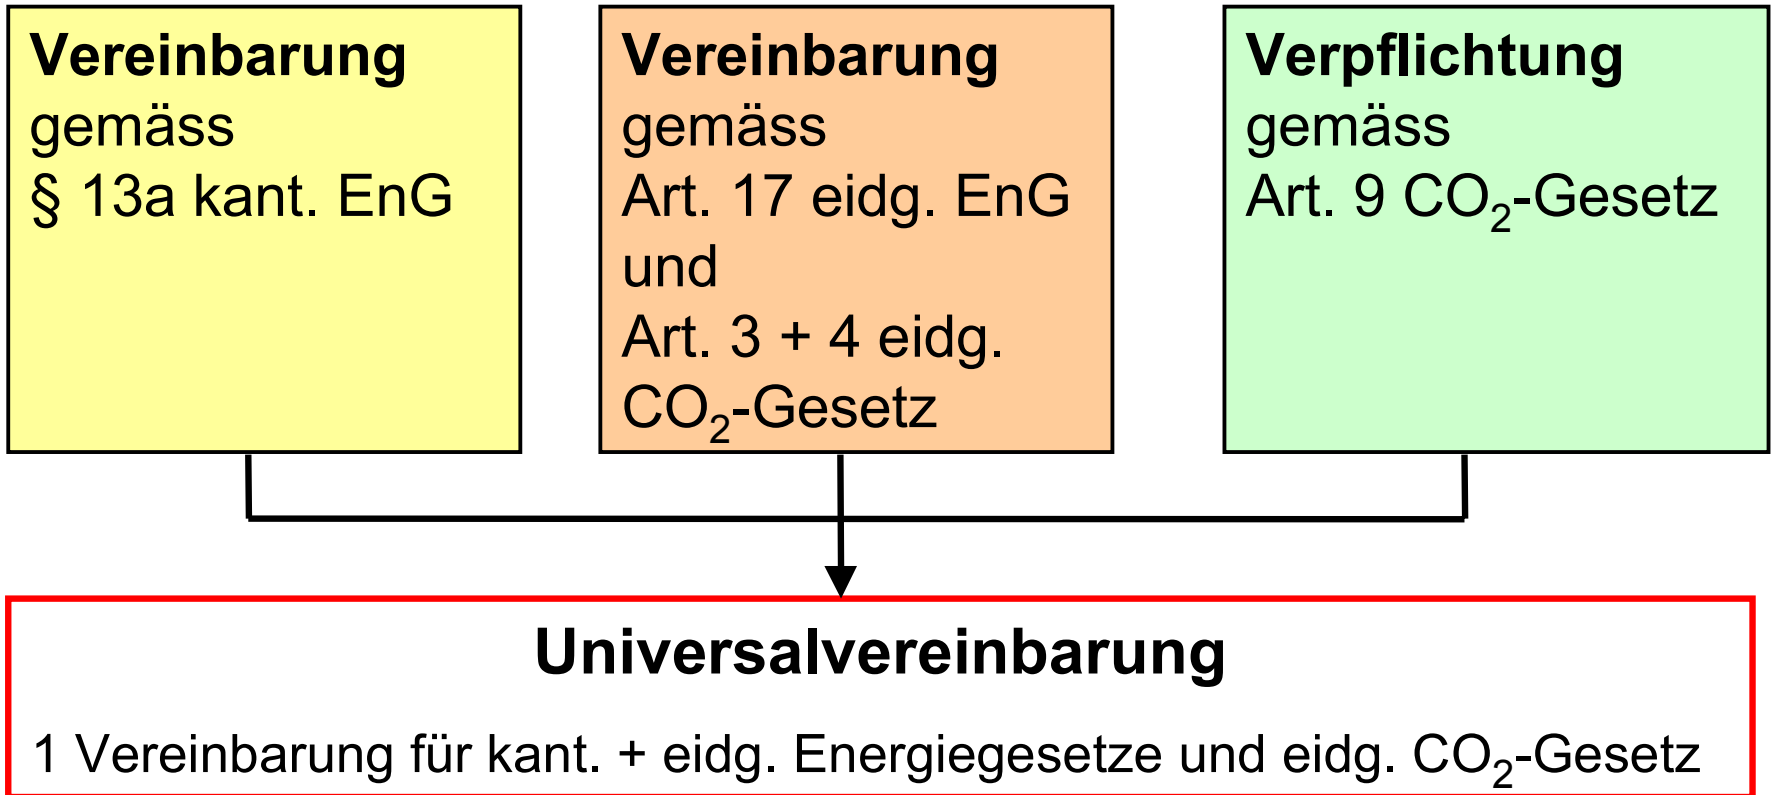 Vereinbarung
gemäss
§ 13a kant. EnG
Vereinbarung
gemäss
Art. 17 eidg. EnG
und
Art. 3 + 4 eidg.
CO₂-Gesetz
Verpflichtung
gemäss
Art. 9 CO₂-Gesetz
Universalvereinbarung
1 Vereinbarung für kant. + eidg. Energiegesetze und eidg. CO₂-Gesetz